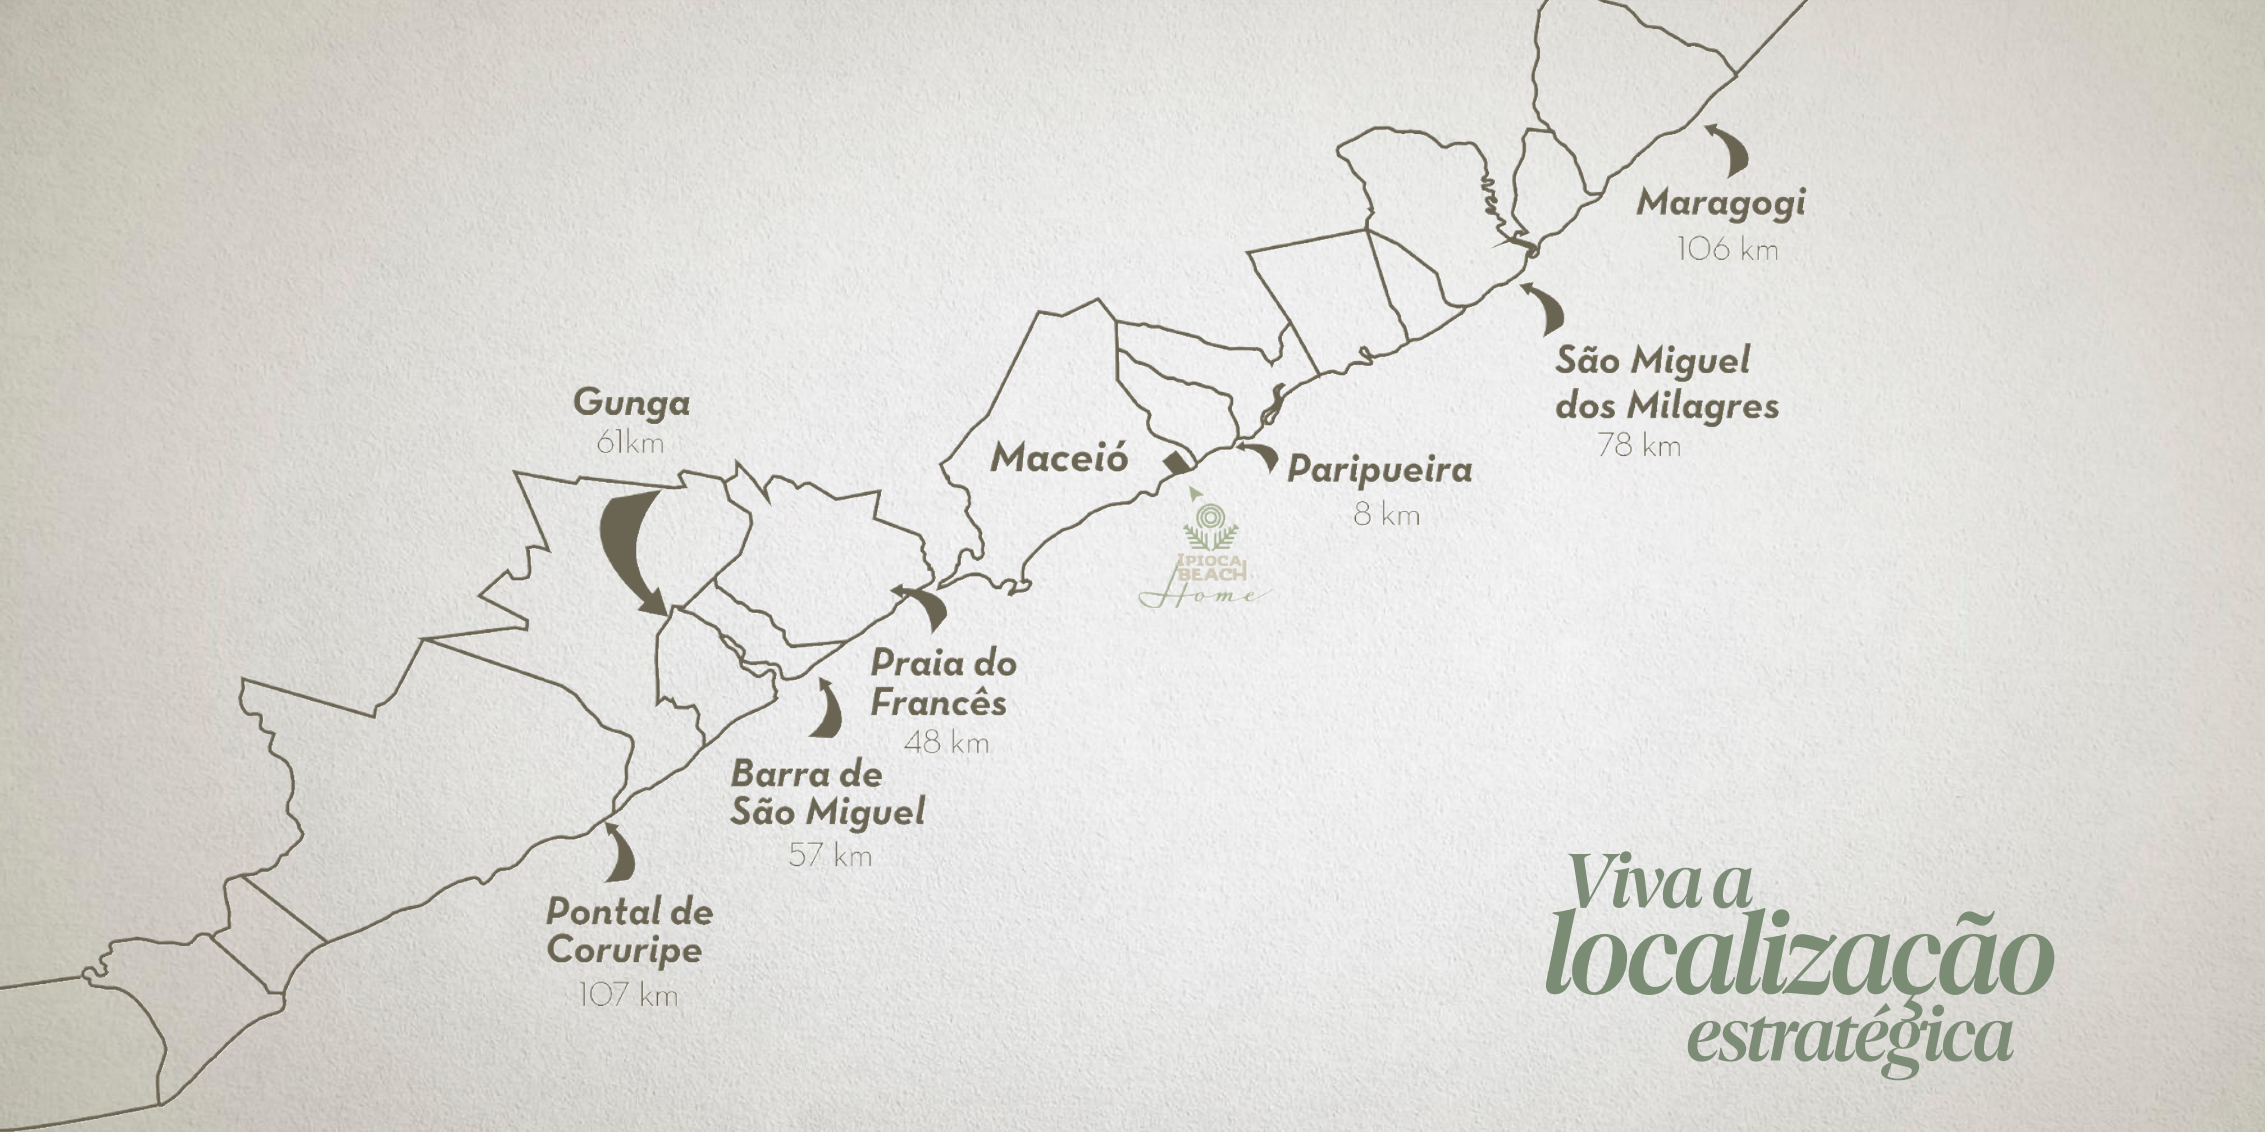 Maragogi
106 km
São Miguel
dos Milagres
78 km
Gunga
61km
Maceió
Paripueira
8 km
IPIOCA
BEACH
Home
Praia do
Francês
48 km
Barra de
São Miguel
57 km
Pontal de
Coruripe
107 km
Viva a
localização
estratégica